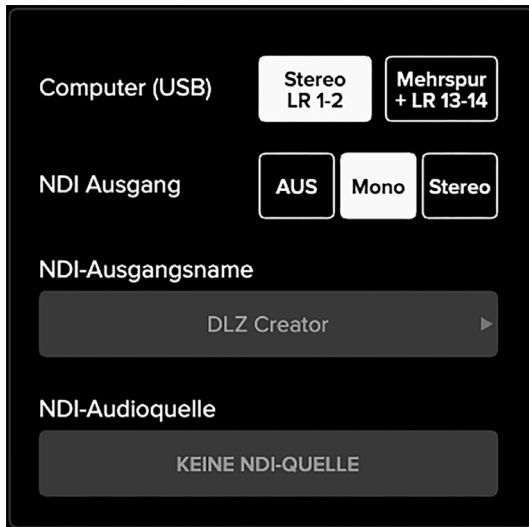 Computer (USB)
Stereo
LR 1-2
Mehrspur
+ LR 13-14
NDI Ausgang
AUS
Mono
Stereo
NDI-Ausgangsname
DLZ Creator
NDI-Audioquelle
KEINE NDI-QUELLE